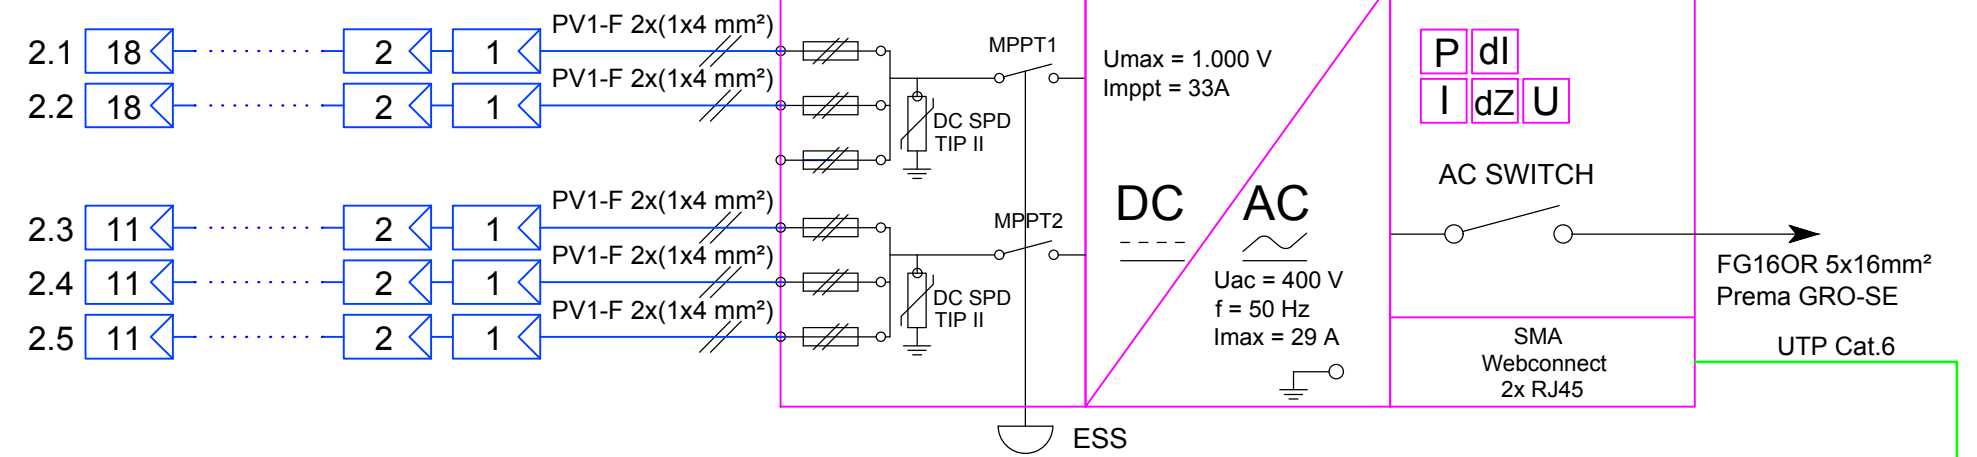 2.1 18 2 1 PV1-F 2x(1x4 mm²)
2.2 18 2 1 PV1-F 2x(1x4 mm²)
2.3 11 2 1 PV1-F 2x(1x4 mm²)
2.4 11 2 1 PV1-F 2x(1x4 mm²)
2.5 11 2 1 PV1-F 2x(1x4 mm²)
MPPT1
DC SPD
TIP II
MPPT2
DC SPD
TIP II
ESS
Umax = 1.000 V
Imppt = 33A
DC
AC
Uac = 400 V
f = 50 Hz
Imax = 29 A
P dI
I dZ U
AC SWITCH
SMA
Webconnect
2x RJ45
FG16OR 5x16mm²
Prema GRO-SE
UTP Cat.6